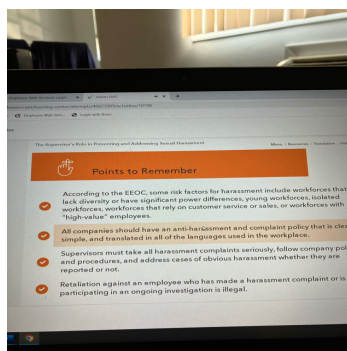 The Supervisor's Role in Preventing and Addressing Sexual Harassment
Menu | Resources | Translation
Points to Remember
According to the EEOC, some risk factors for harassment include workforces that
lack diversity or have significant power differences, young workforces, isolated
workforces, workforces that rely on customer service or sales, or workforces with
"high-value" employees.
All companies should have an anti-harassment and complaint policy that is clear,
simple, and translated in all of the languages used in the workplace.
Supervisors must take all harassment complaints seriously, follow company pol
and procedures, and address cases of obvious harassment whether they are
reported or not.
Retaliation against an employee who has made a harassment complaint or is
participating in an ongoing investigation is illegal.